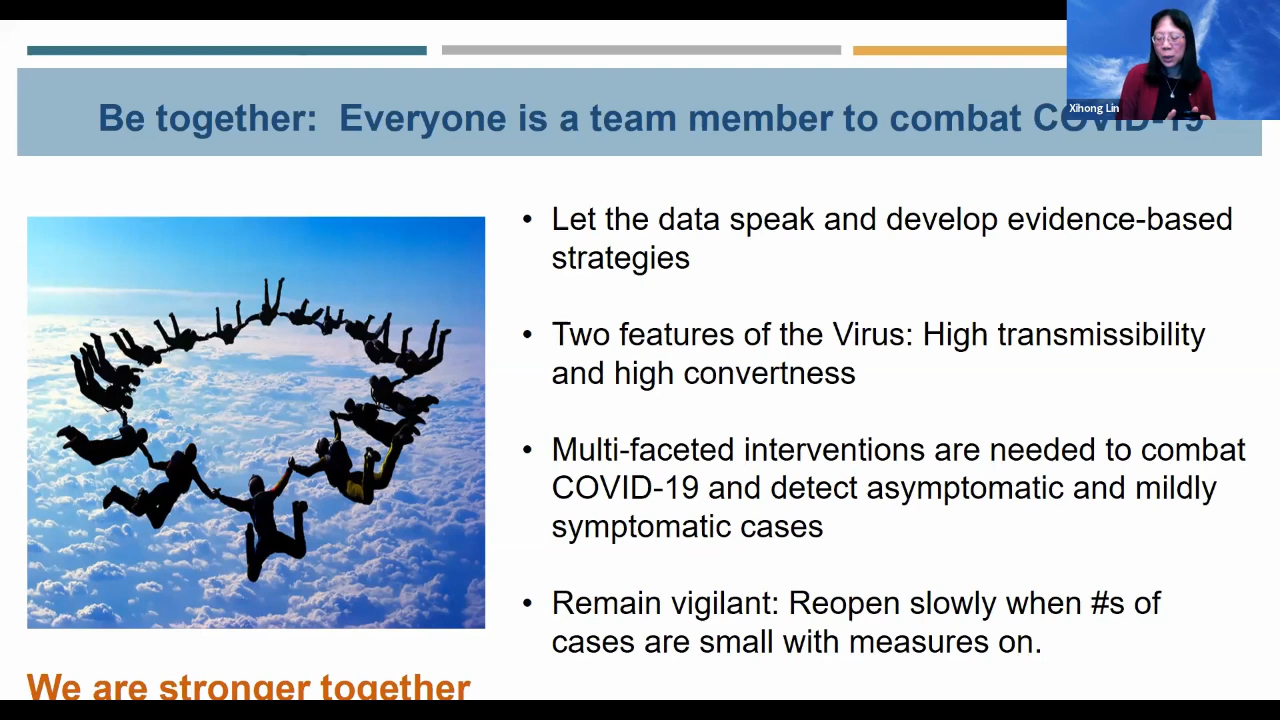 Be together:  Everyone is a team member to combat COVID-19
Xihong Lin
• Let the data speak and develop evidence-based
strategies
• Two features of the Virus: High transmissibility
and high convertness
• Multi-faceted interventions are needed to combat
COVID-19 and detect asymptomatic and mildly
symptomatic cases
• Remain vigilant: Reopen slowly when #s of
cases are small with measures on.
We are stronger together